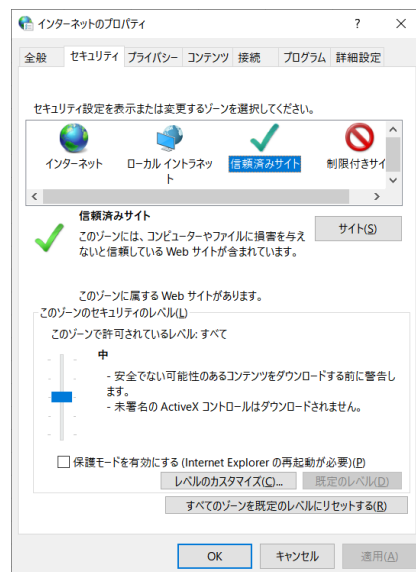 インターネットのプロパティ ? ×
全般 セキュリティ プライバシー コンテンツ 接続 プログラム 詳細設定
セキュリティ設定を表示または変更するゾーンを選択してください。
インターネット ローカル イントラネッ 信頼済みサイト 制限付きサイ
ト
信頼済みサイト
サイト(S)
このゾーンには、コンピューターやファイルに損害を与え
ないと信頼している Web サイトが含まれています。
このゾーンに属する Web サイトがあります。
このゾーンのセキュリティのレベル(L)
このゾーンで許可されているレベル: すべて
中
- 安全でない可能性のあるコンテンツをダウンロードする前に警告し
ます。
- 未署名の ActiveX コントロールはダウンロードされません。
保護モードを有効にする (Internet Explorer の再起動が必要)(P)
レベルのカスタマイズ(C)... 既定のレベル(D)
すべてのゾーンを既定のレベルにリセットする(R)
OK キャンセル 適用(A)